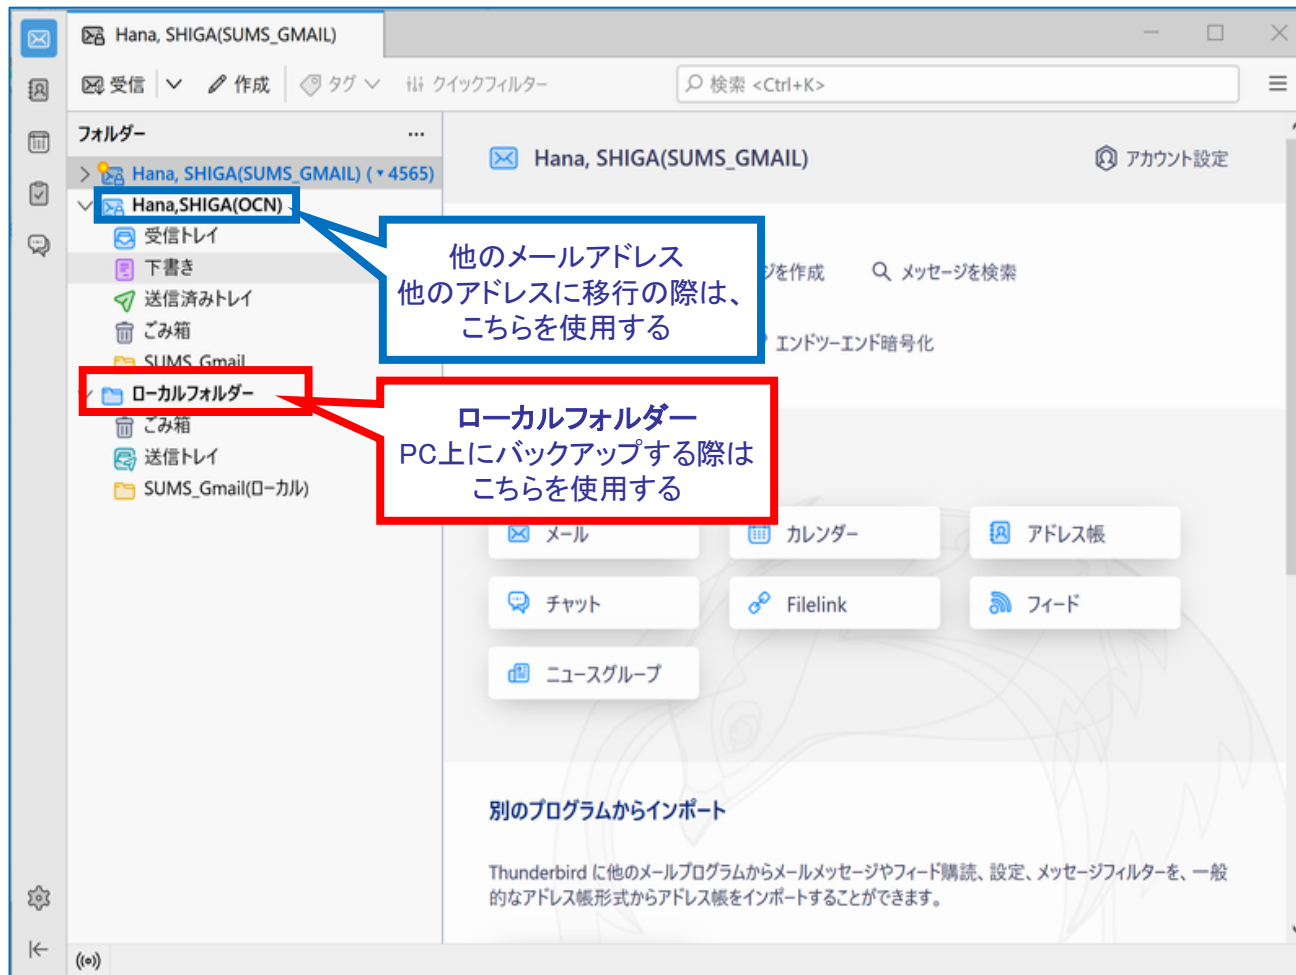 Hana, SHIGA(SUMS_GMAIL)
受信 作成 タグ クイックフィルター 検索 <Ctrl+K>
フォルダー ...
Hana, SHIGA(SUMS_GMAIL) (▾4565)
Hana,SHIGA(OCN)
受信トレイ
下書き
送信済みトレイ
ごみ箱
SUMS_Gmail
ローカルフォルダー
ごみ箱
送信トレイ
SUMS_Gmail(ローカル)
Hana, SHIGA(SUMS_GMAIL) アカウント設定
他のメールアドレス
他のアドレスに移行の際は、
こちらを使用する
ジを作成 メッセージを検索
エンドツーエンド暗号化
ローカルフォルダー
PC上にバックアップする際は
こちらを使用する
メール カレンダー アドレス帳
チャット Filelink フィード
ニュースグループ
別のプログラムからインポート
Thunderbird に他のメールプログラムからメールメッセージやフィード購読、設定、メッセージフィルターを、一般
的なアドレス帳形式からアドレス帳をインポートすることができます。